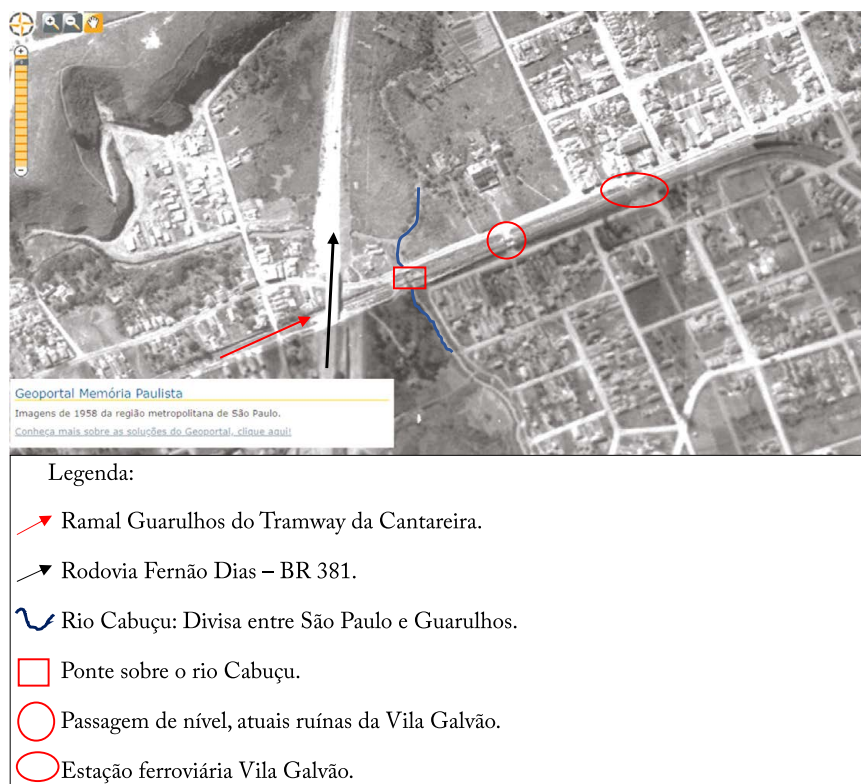 Geoportal Memória Paulista
Imagens de 1958 da região metropolitana de São Paulo.
Conheça mais sobre as soluções do Geoportal, clique aqui!
Legenda:
Ramal Guarulhos do Tramway da Cantareira.
Rodovia Fernão Dias – BR 381.
Rio Cabuçu: Divisa entre São Paulo e Guarulhos.
Ponte sobre o rio Cabuçu.
Passagem de nível, atuais ruínas da Vila Galvão.
Estação ferroviária Vila Galvão.